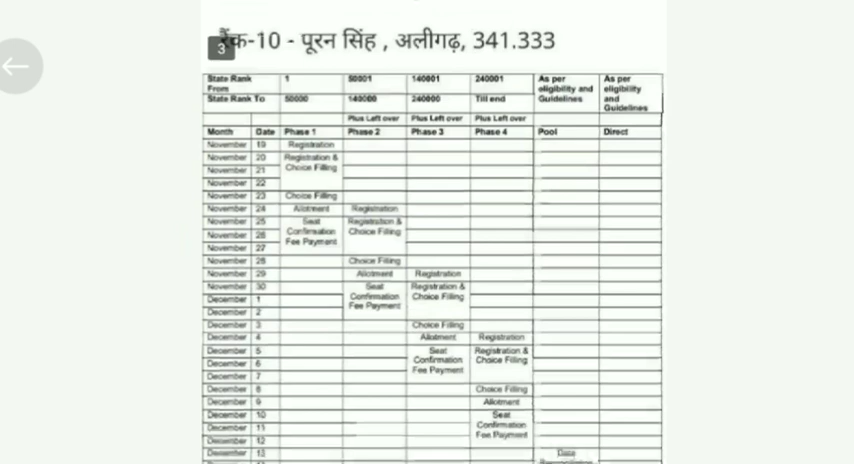 3
रैंक-10 - पूरन सिंह , अलीगढ़, 341.333
State Rank From 1 50001 140001 240001 As per eligibility and Guidelines As per eligibility and Guidelines
State Rank To 50000 140000 240000 Till end
Plus Left over Plus Left over Plus Left over
Month Date Phase 1 Phase 2 Phase 3 Phase 4 Pool Direct
November 19 Registration
November 20 Registration &
November 21 Choice Filling
November 22
November 23 Choice Filling
November 24 Allotment Registration
November 25 Seat Registration &
November 26 Confirmation Choice Filling
November 27 Fee Payment
November 28 Choice Filling
November 29 Allotment Registration
November 30 Seat Registration &
December 1 Confirmation Choice Filling
December 2 Fee Payment
December 3 Choice Filling
December 4 Allotment Registration
December 5 Seat Registration &
December 6 Confirmation Choice Filling
December 7 Fee Payment
December 8 Choice Filling
December 9 Allotment
December 10 Seat
December 11 Confirmation
December 12 Fee Payment
December 13 Data